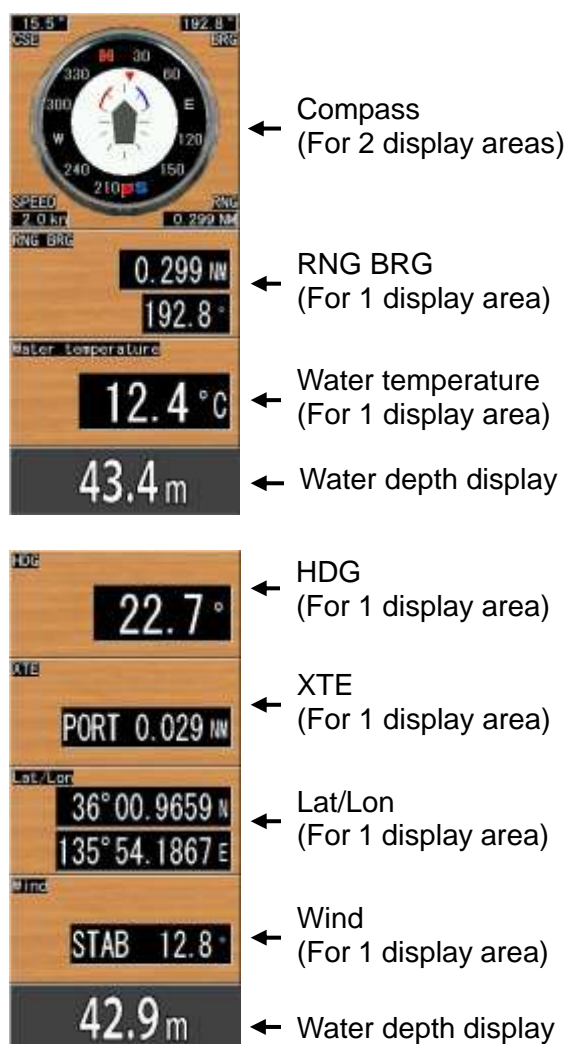 15.5°
192.8°
CSE
BRG
N
30
330
60
300
E
W
120
240
150
210
PS
SPEED
RNG
2.0 kn
0.299 NM
Compass
(For 2 display areas)
RNG BRG
0.299 NM
192.8°
RNG BRG
(For 1 display area)
Water temperature
12.4 °C
Water temperature
(For 1 display area)
43.4 m
Water depth display
HDG
22.7°
HDG
(For 1 display area)
XTE
PORT 0.029 NM
XTE
(For 1 display area)
Lat/Lon
36°00.9659 N
135°54.1867 E
Lat/Lon
(For 1 display area)
Wind
STAB 12.8°
Wind
(For 1 display area)
42.9 m
Water depth display